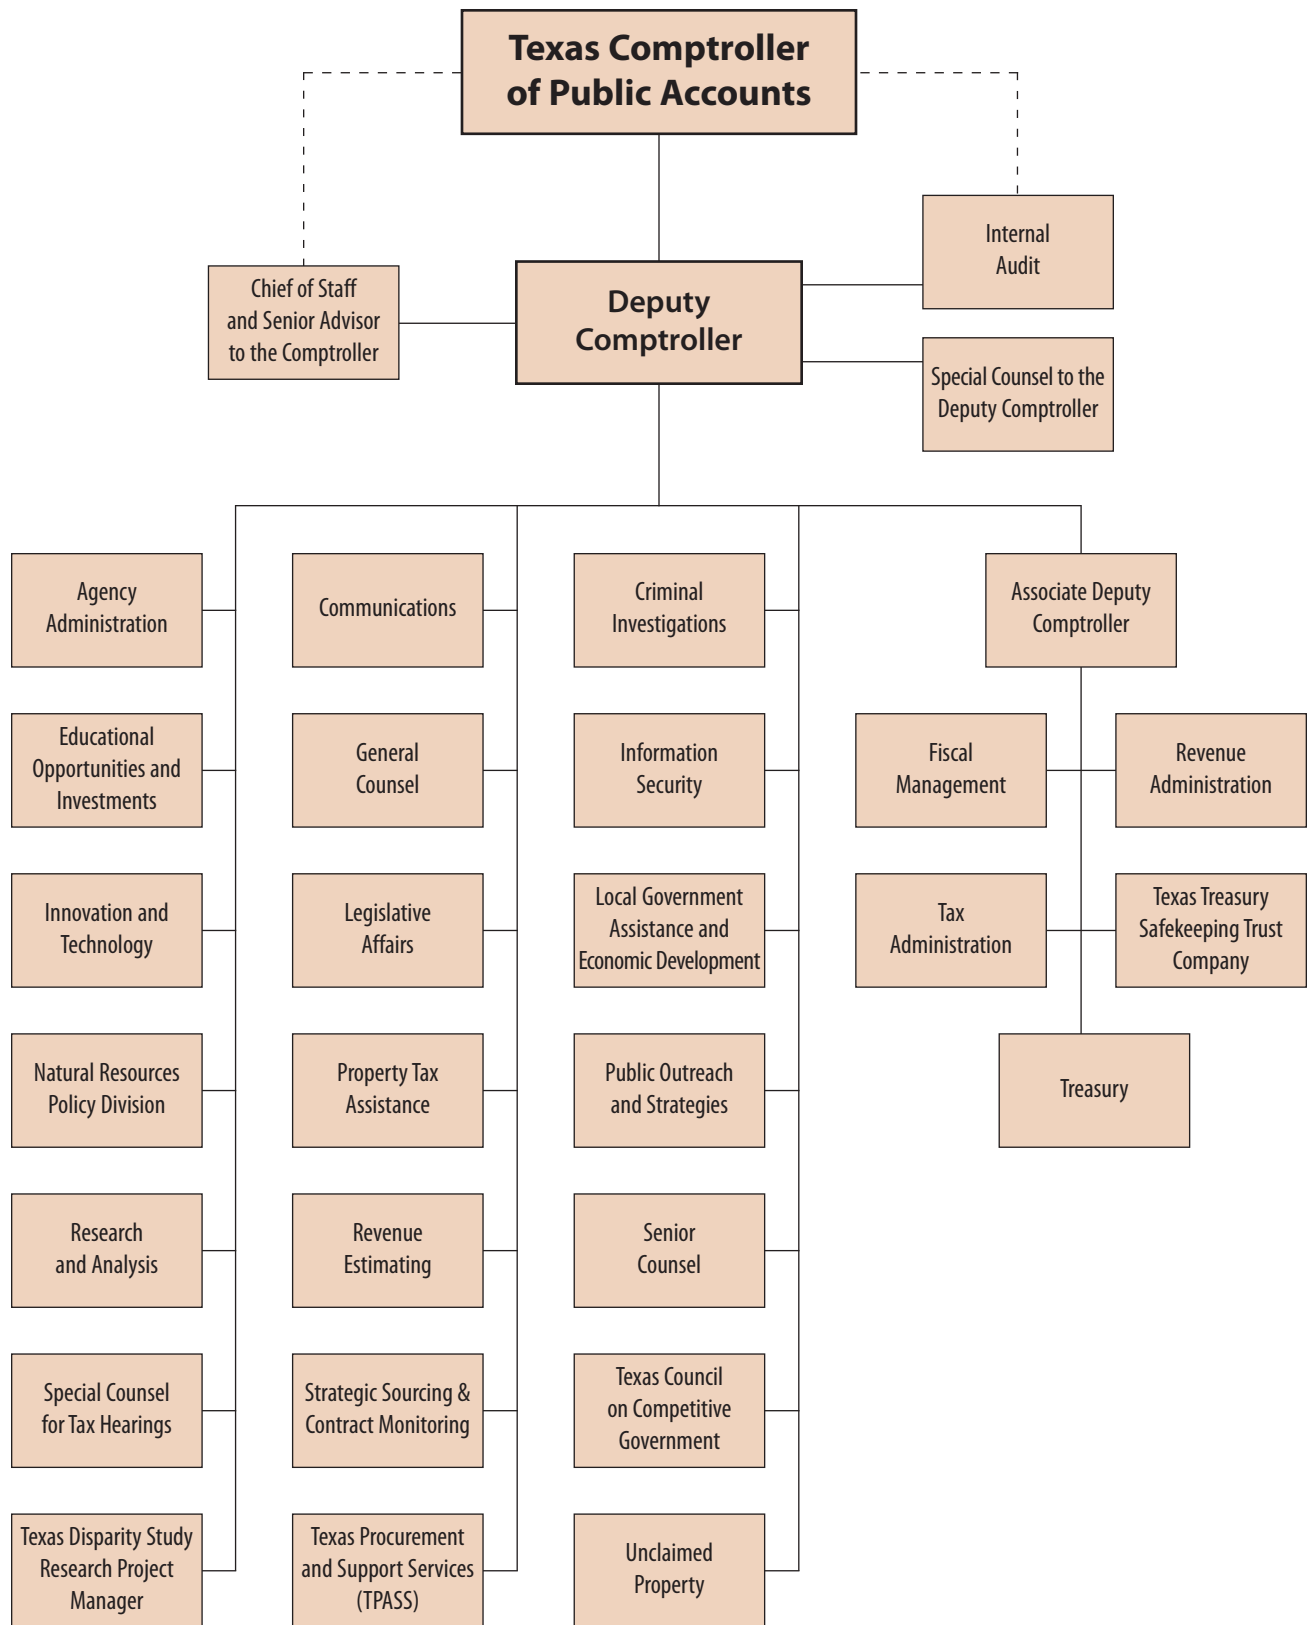 Texas Comptroller
of Public Accounts
Internal
Audit
Chief of Staff
and Senior Advisor
to the Comptroller
Deputy
Comptroller
Special Counsel to the
Deputy Comptroller
Agency
Administration
Communications
Criminal
Investigations
Associate Deputy
Comptroller
Educational
Opportunities and
Investments
General
Counsel
Information
Security
Fiscal
Management
Revenue
Administration
Innovation and
Technology
Legislative
Affairs
Local Government
Assistance and
Economic Development
Tax
Administration
Texas Treasury
Safekeeping Trust
Company
Natural Resources
Policy Division
Property Tax
Assistance
Public Outreach
and Strategies
Treasury
Research
and Analysis
Revenue
Estimating
Senior
Counsel
Special Counsel
for Tax Hearings
Strategic Sourcing &
Contract Monitoring
Texas Council
on Competitive
Government
Texas Disparity Study
Research Project
Manager
Texas Procurement
and Support Services
(TPASS)
Unclaimed
Property